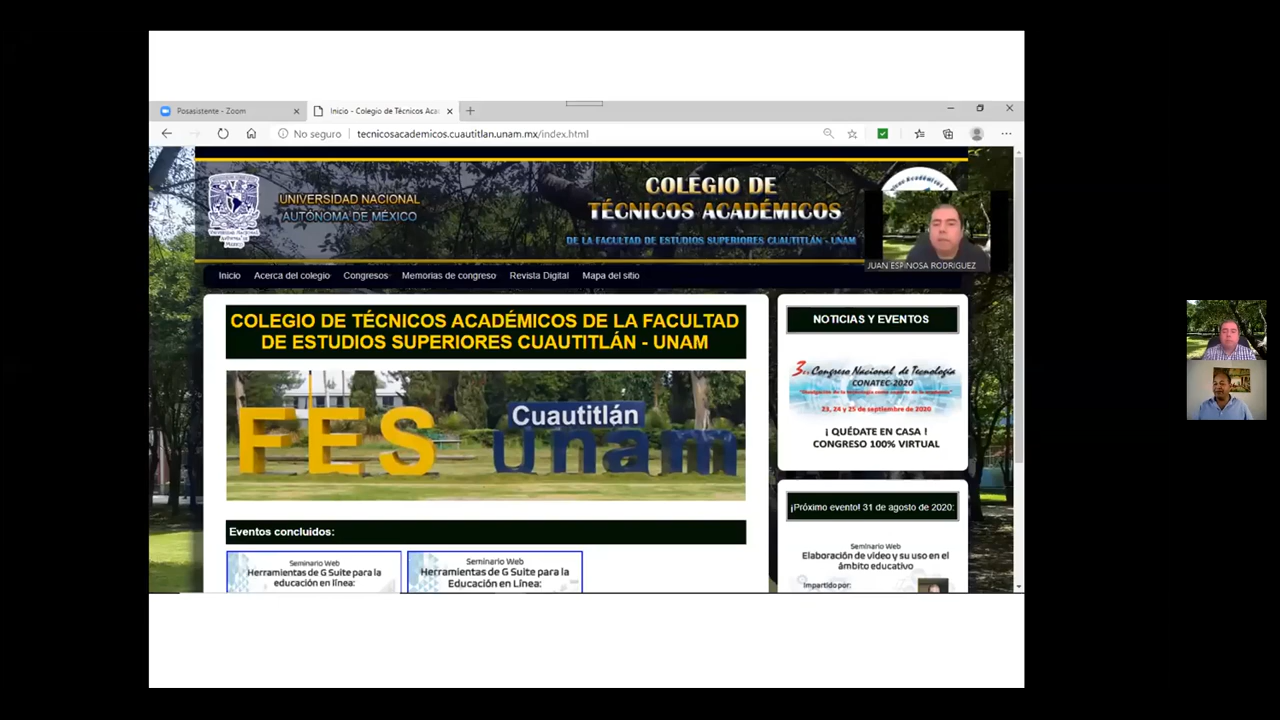 Posasistente - Zoom
Inicio - Colegio de Técnicos Aca
No seguro
tecnicosacademicos.cuautitlan.unam.mx/index.html
UNIVERSIDAD NACIONAL
AUTÓNOMA DE MÉXICO
COLEGIO DE
TÉCNICOS ACADÉMICOS
DE LA FACULTAD DE ESTUDIOS SUPERIORES CUAUTITLÁN - UNAM
JUAN ESPINOSA RODRIGUEZ
Inicio Acerca del colegio Congresos Memorias de congreso Revista Digital Mapa del sitio
COLEGIO DE TÉCNICOS ACADÉMICOS DE LA FACULTAD
DE ESTUDIOS SUPERIORES CUAUTITLÁN - UNAM
FES Cuautitlán
unam
Eventos concluidos:
Seminario Web
Herramientas de G Suite para la
educación en línea:
Seminario Web
Herramientas de G Suite para la
Educación en Línea:
NOTICIAS Y EVENTOS
3er. Congreso Nacional de Tecnología
CONATEC-2020
23, 24 y 25 de septiembre de 2020
¡ QUÉDATE EN CASA !
CONGRESO 100% VIRTUAL
¡Próximo evento! 31 de agosto de 2020:
Seminario Web
Elaboración de video y su uso en el
ámbito educativo
Impartido por: